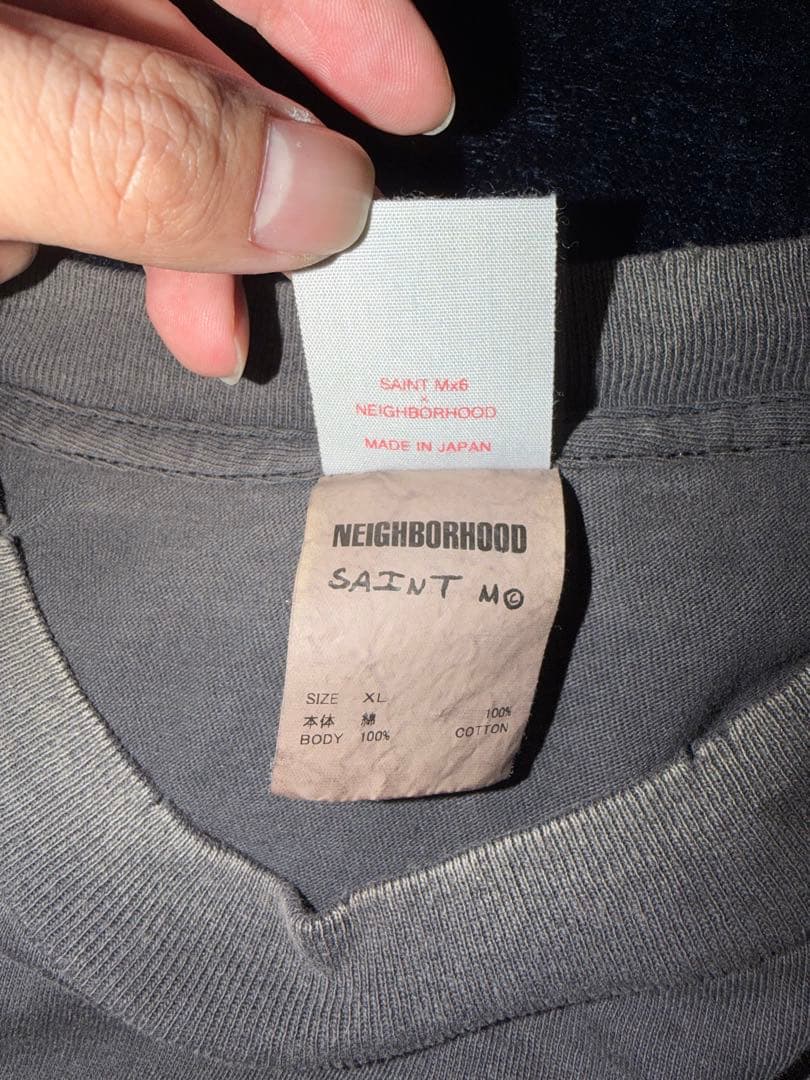 SAINT Mx6
×
NEIGHBORHOOD
MADE IN JAPAN
NEIGHBORHOOD
SAINT M©
SIZE XL
本体 綿 100%
BODY 100% COTTON